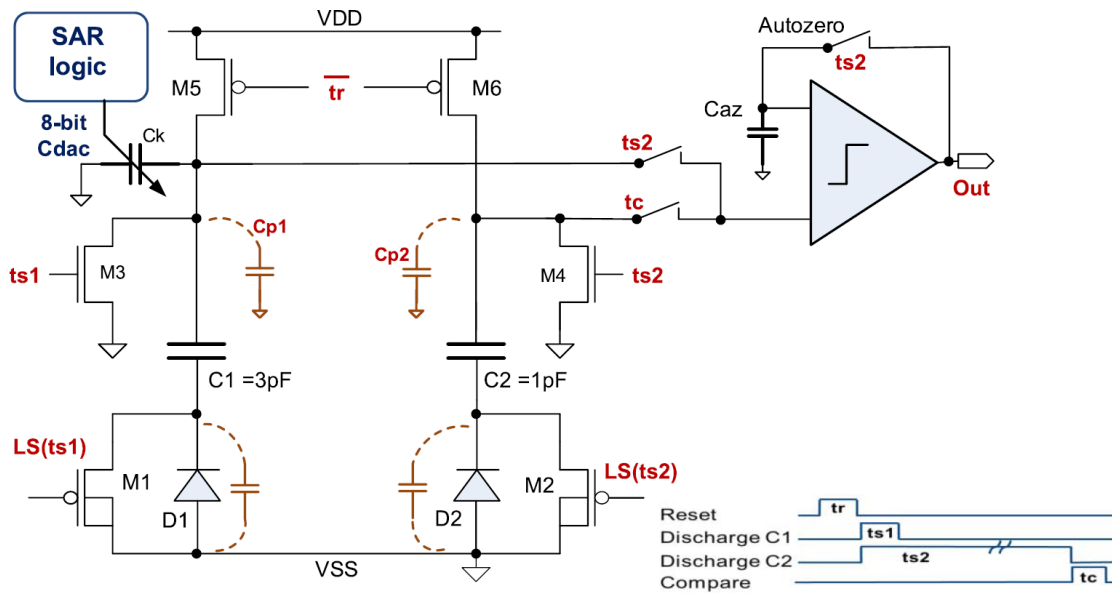 VDD
SAR
logic
Autozero
ts2
M5
tr
M6
8-bit
Cdac
Ck
Caz
ts2
tc
Out
Cp1
Cp2
ts1
M3
M4
ts2
C1 =3pF
C2 =1pF
LS(ts1)
M1
D1
D2
M2
LS(ts2)
VSS
Reset
tr
Discharge C1
ts1
Discharge C2
ts2
Compare
tc